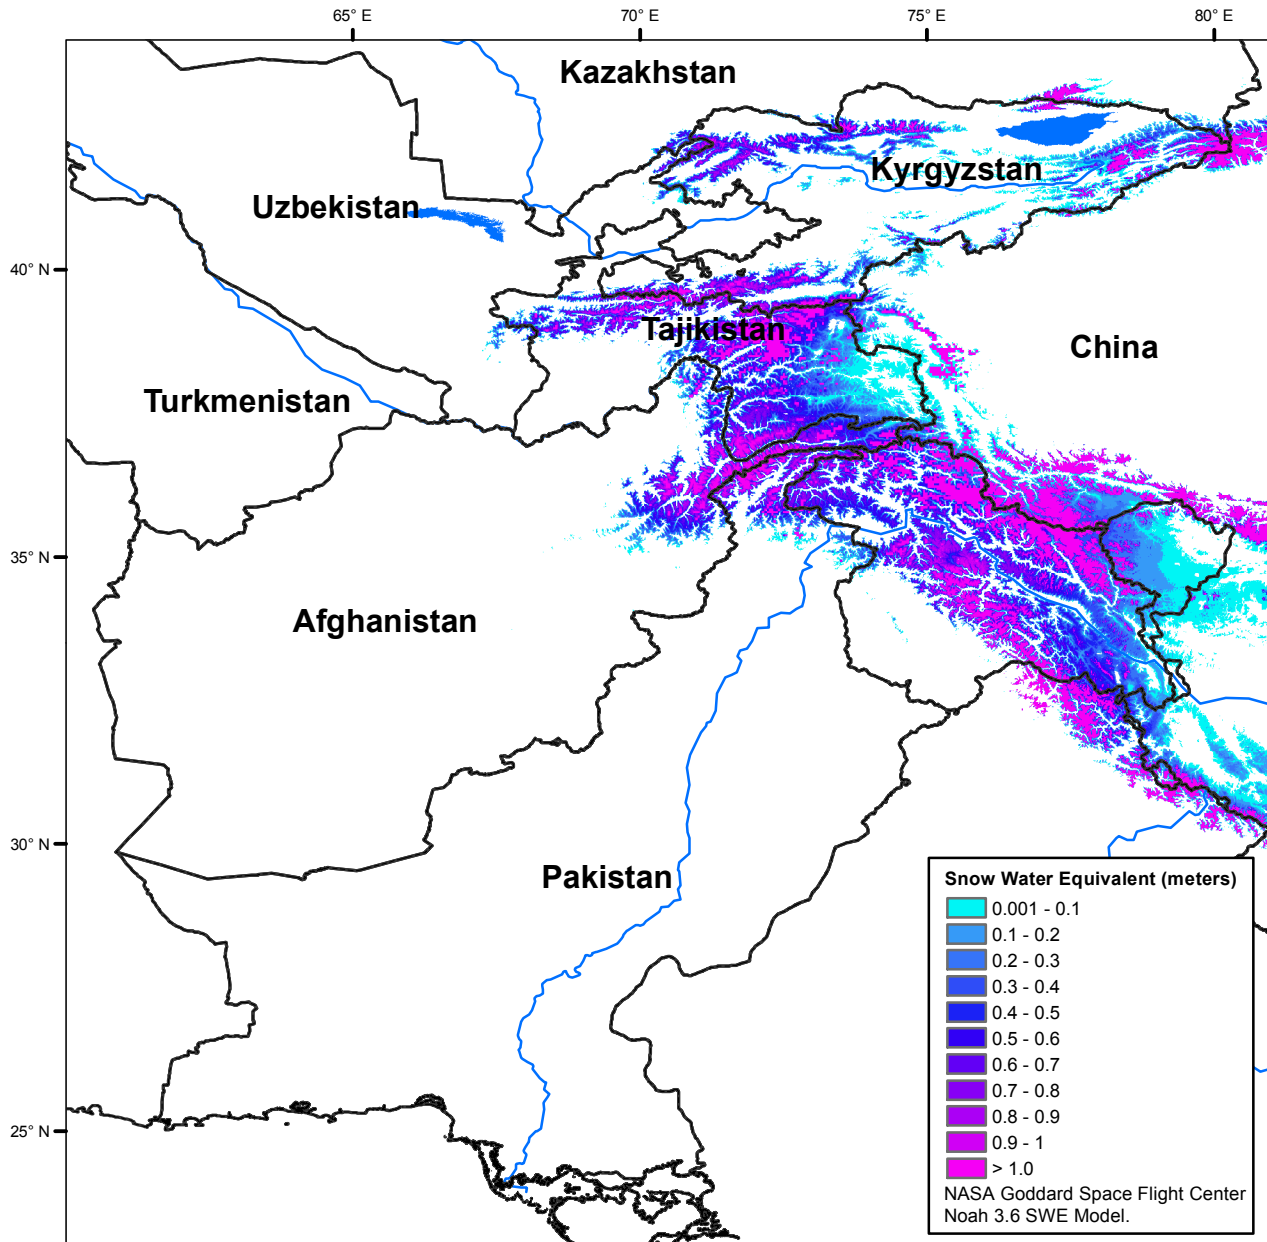 65° E
70° E
75° E
80° E
Kazakhstan
Kyrgyzstan
Uzbekistan
40° N
Tajikistan
China
Turkmenistan
35° N
Afghanistan
30° N
Pakistan
25° N
Snow Water Equivalent (meters)
0.001 - 0.1
0.1 - 0.2
0.2 - 0.3
0.3 - 0.4
0.4 - 0.5
0.5 - 0.6
0.6 - 0.7
0.7 - 0.8
0.8 - 0.9
0.9 - 1
> 1.0
NASA Goddard Space Flight Center
Noah 3.6 SWE Model.